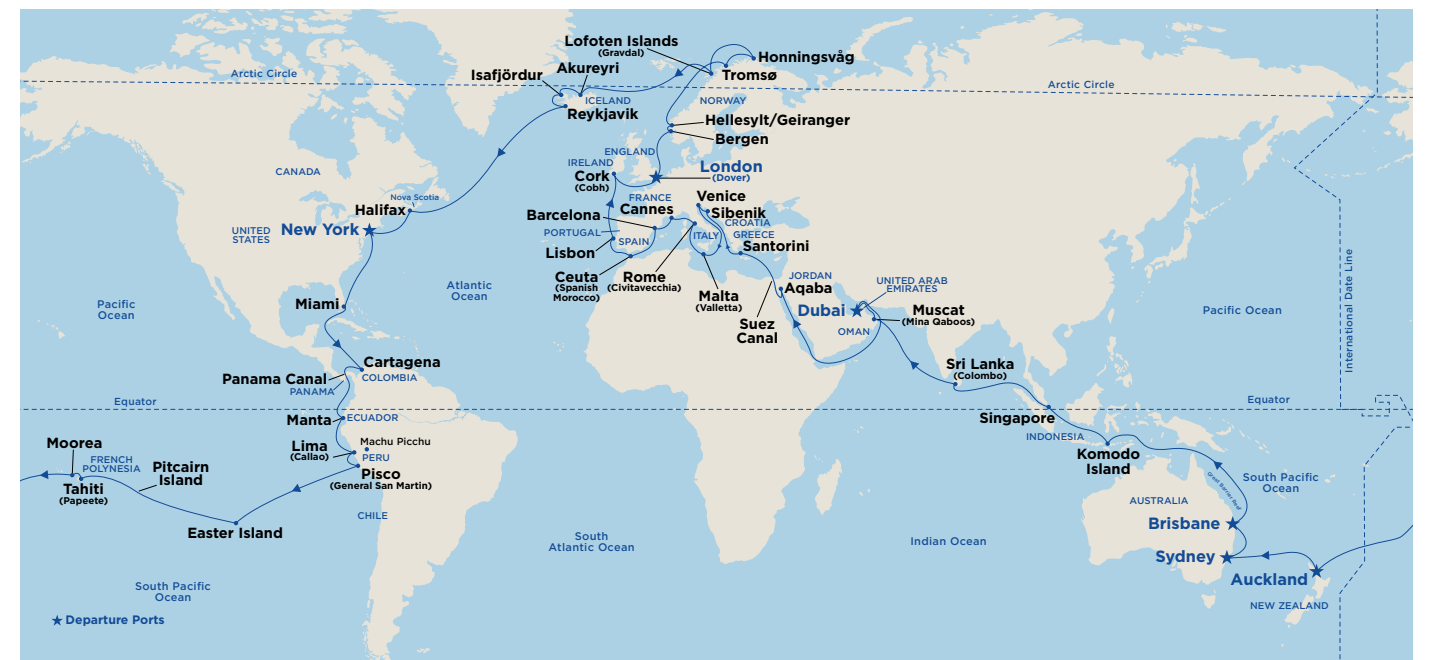 Lofoten Islands
(Gravdal)
Honningsvåg
Arctic Circle
Isafjördur
Akureyri
Tromsø
Arctic Circle
ICELAND
NORWAY
Reykjavik
Hellesylt/Geiranger
Bergen
ENGLAND
IRELAND
London
(Dover)
CANADA
Cork
(Cobh)
Nova Scotia
FRANCE
Venice
Halifax
Cannes
Sibenik
Barcelona
CROATIA
New York
UNITED
STATES
PORTUGAL
SPAIN
ITALY
GREECE
Santorini
Lisbon
Ceuta
(Spanish
Morocco)
Rome
(Civitavecchia)
JORDAN
Aqaba
UNITED ARAB
EMIRATES
Atlantic
Ocean
Malta
(Valletta)
Pacific
Ocean
Miami
Dubai
Muscat
(Mina Qaboos)
Pacific Ocean
International Date Line
Suez
Canal
OMAN
Cartagena
Sri Lanka
(Colombo)
Panama Canal
COLOMBIA
PANAMA
Equator
Equator
Manta
ECUADOR
Singapore
INDONESIA
Moorea
Lima
(Callao)
Machu Picchu
PERU
Komodo
Island
FRENCH
POLYNESIA
Pitcairn
Island
Pisco
(General San Martin)
Tahiti
(Papeete)
South Pacific
Ocean
Great Barrier Reef
AUSTRALIA
CHILE
Easter Island
Brisbane
South
Atlantic Ocean
Indian Ocean
Sydney
Auckland
South Pacific
Ocean
NEW ZEALAND
Departure Ports